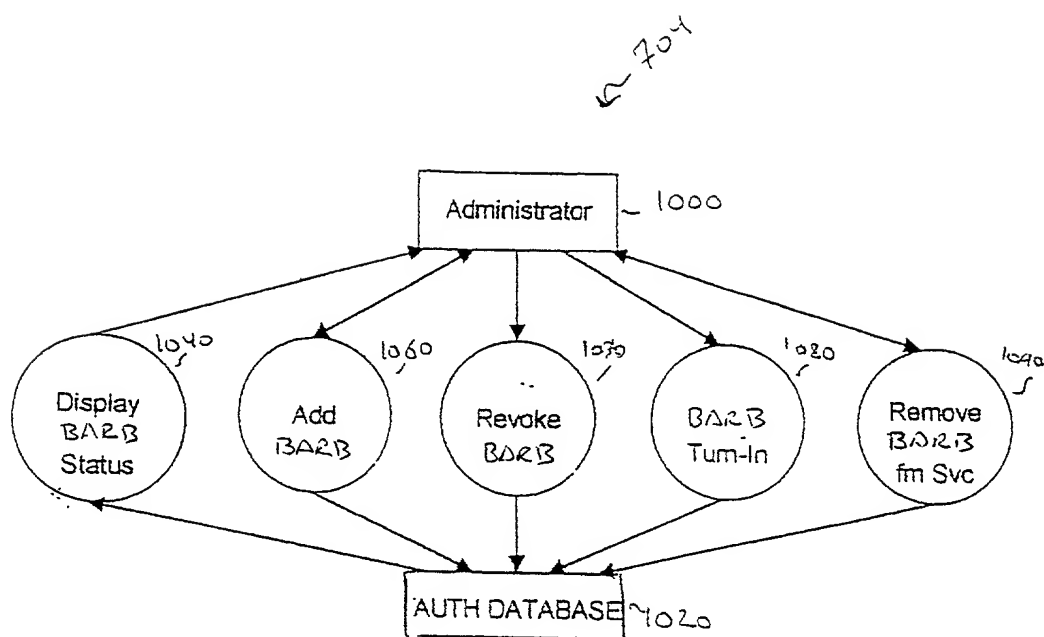 704
Administrator
1000
1040
1060
1070
1080
1090
Display
BARB
Status
Add
BARB
Revoke
BARB
BARB
Turn-In
Remove
BARB
fm Svc
AUTH DATABASE
1020